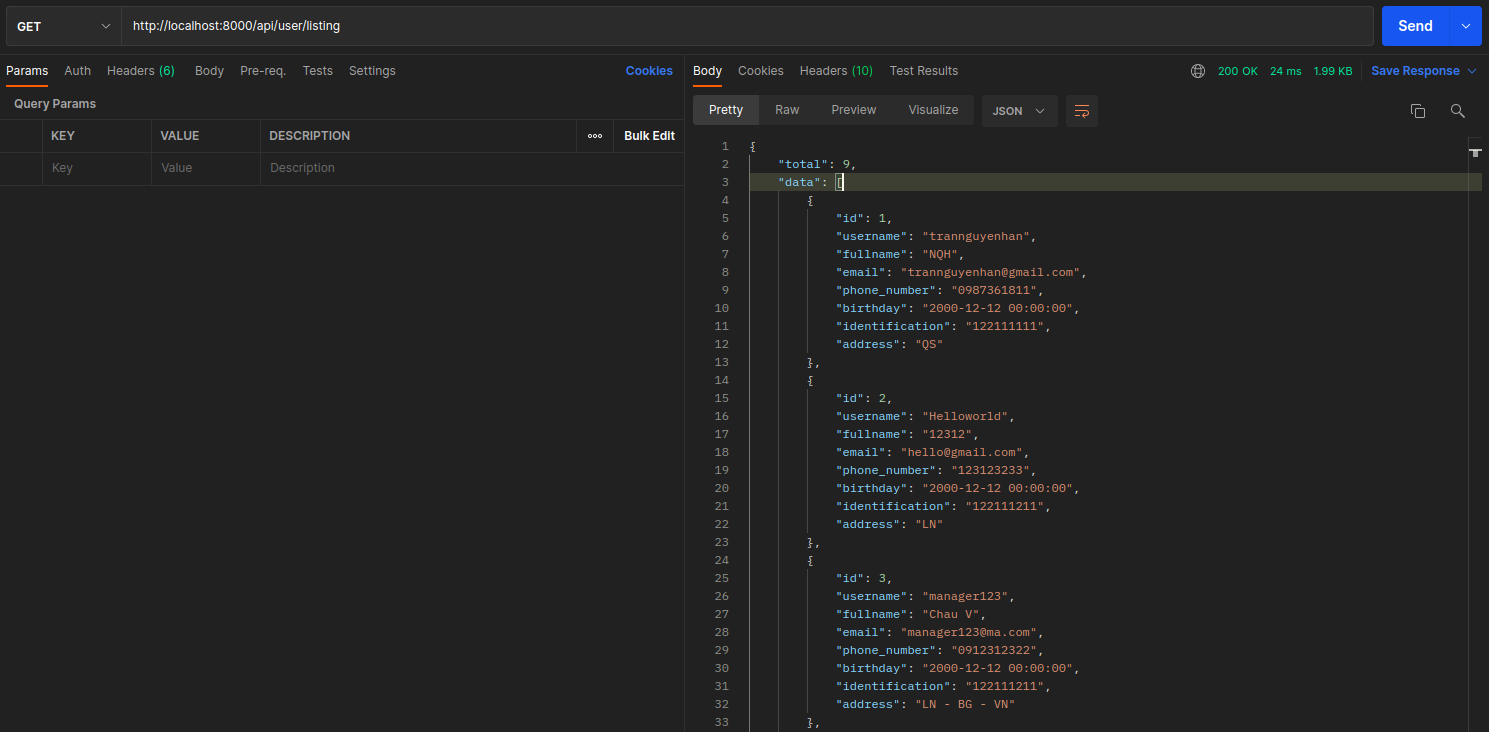 GET http://localhost:8000/api/user/listing Send
Params Auth Headers (6) Body Pre-req. Tests Settings Cookies
Query Params
KEY VALUE DESCRIPTION Bulk Edit
Key Value Description
Body Cookies Headers (10) Test Results 200 OK 24 ms 1.99 KB Save Response
Pretty Raw Preview Visualize JSON
1 {
2 "total": 9,
3 "data": [
4 {
5 "id": 1,
6 "username": "trannguyenhan",
7 "fullname": "NQH",
8 "email": "trannguyenhan@gmail.com",
9 "phone_number": "0987361811",
10 "birthday": "2000-12-12 00:00:00",
11 "identification": "122111111",
12 "address": "QS"
13 },
14 {
15 "id": 2,
16 "username": "Helloworld",
17 "fullname": "12312",
18 "email": "hello@gmail.com",
19 "phone_number": "123123233",
20 "birthday": "2000-12-12 00:00:00",
21 "identification": "122111211",
22 "address": "LN"
23 },
24 {
25 "id": 3,
26 "username": "manager123",
27 "fullname": "Chau V",
28 "email": "manager123@ma.com",
29 "phone_number": "0912312322",
30 "birthday": "2000-12-12 00:00:00",
31 "identification": "122111211",
32 "address": "LN - BG - VN"
33 },